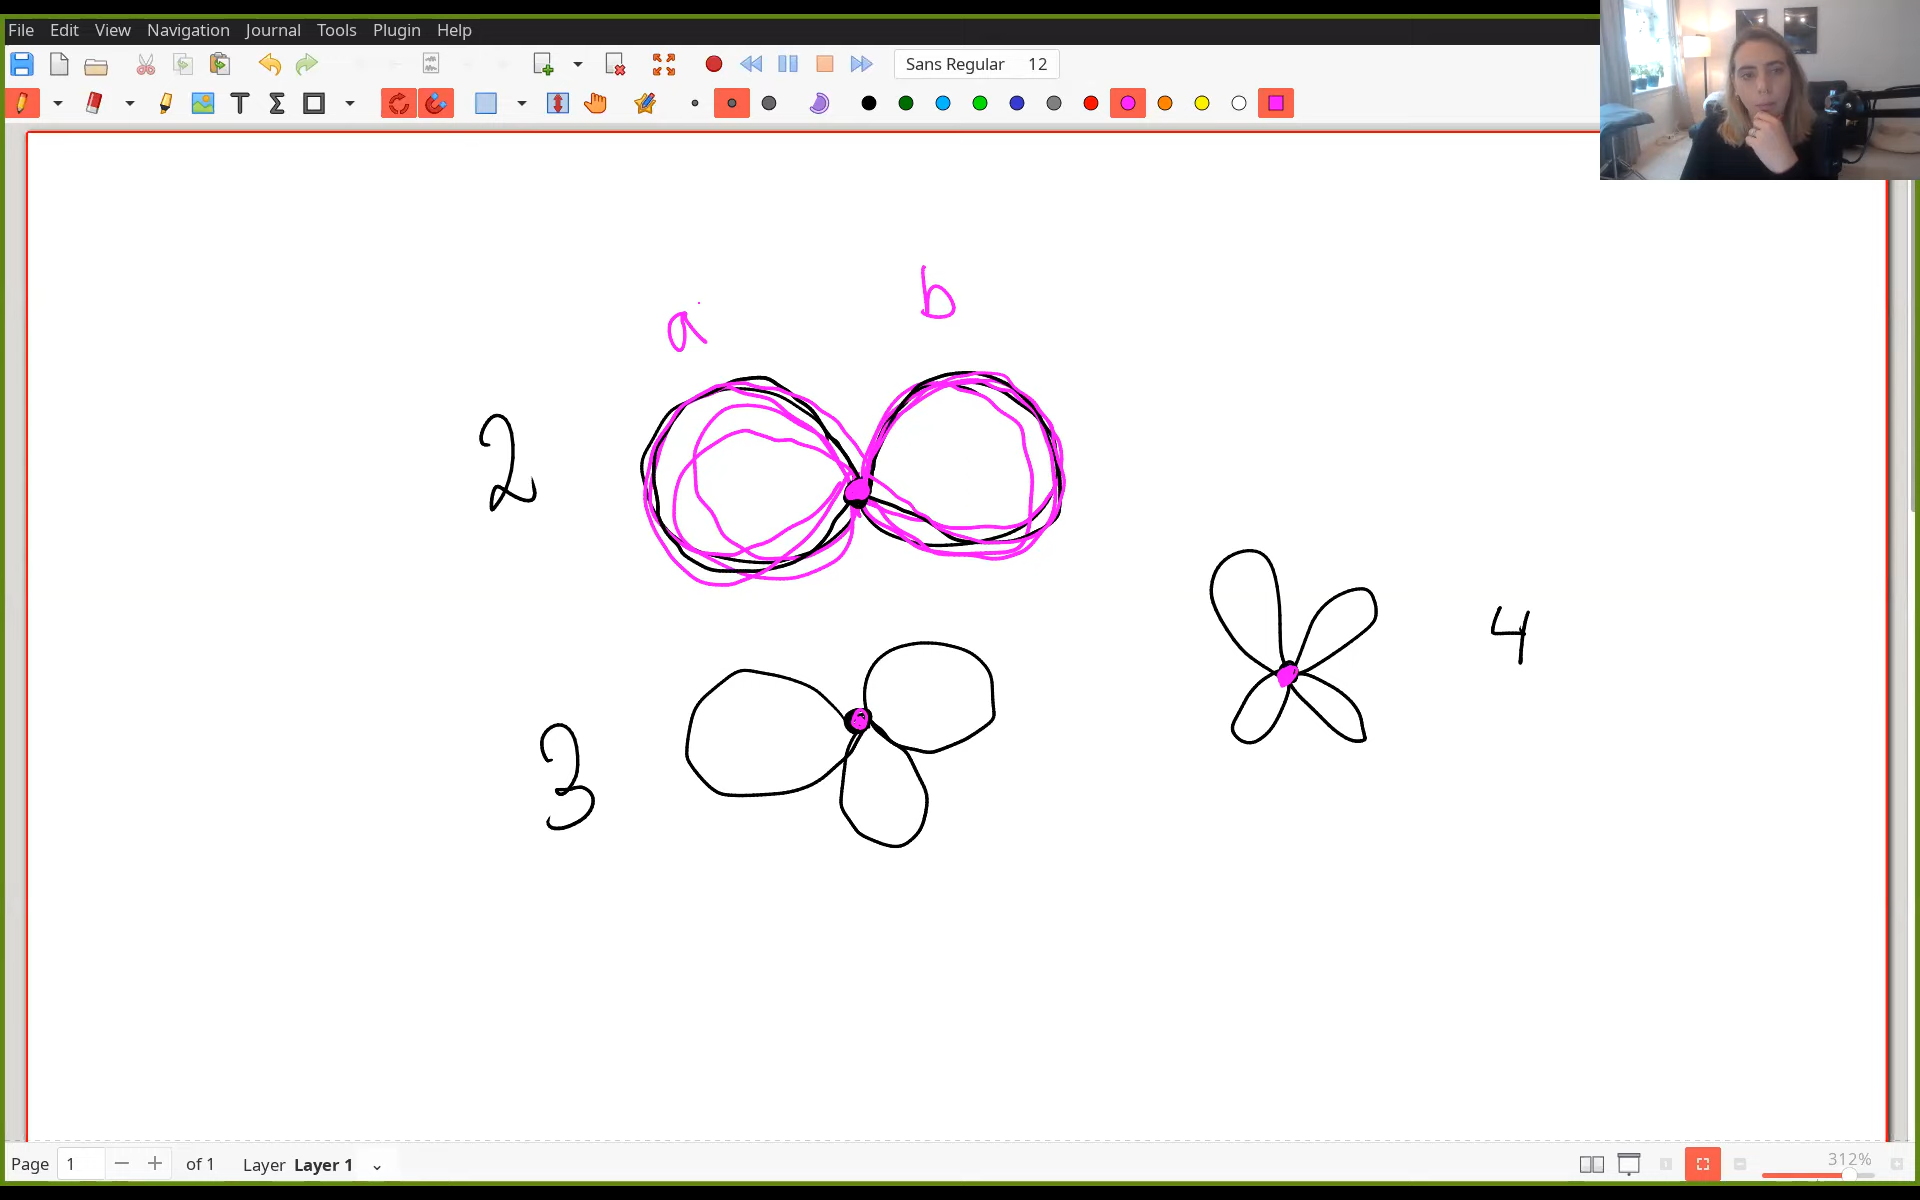 File Edit View Navigation Journal Tools Plugin Help
Sans Regular 12
a
b
2
3
4
Page 1 of 1 Layer Layer 1 312%